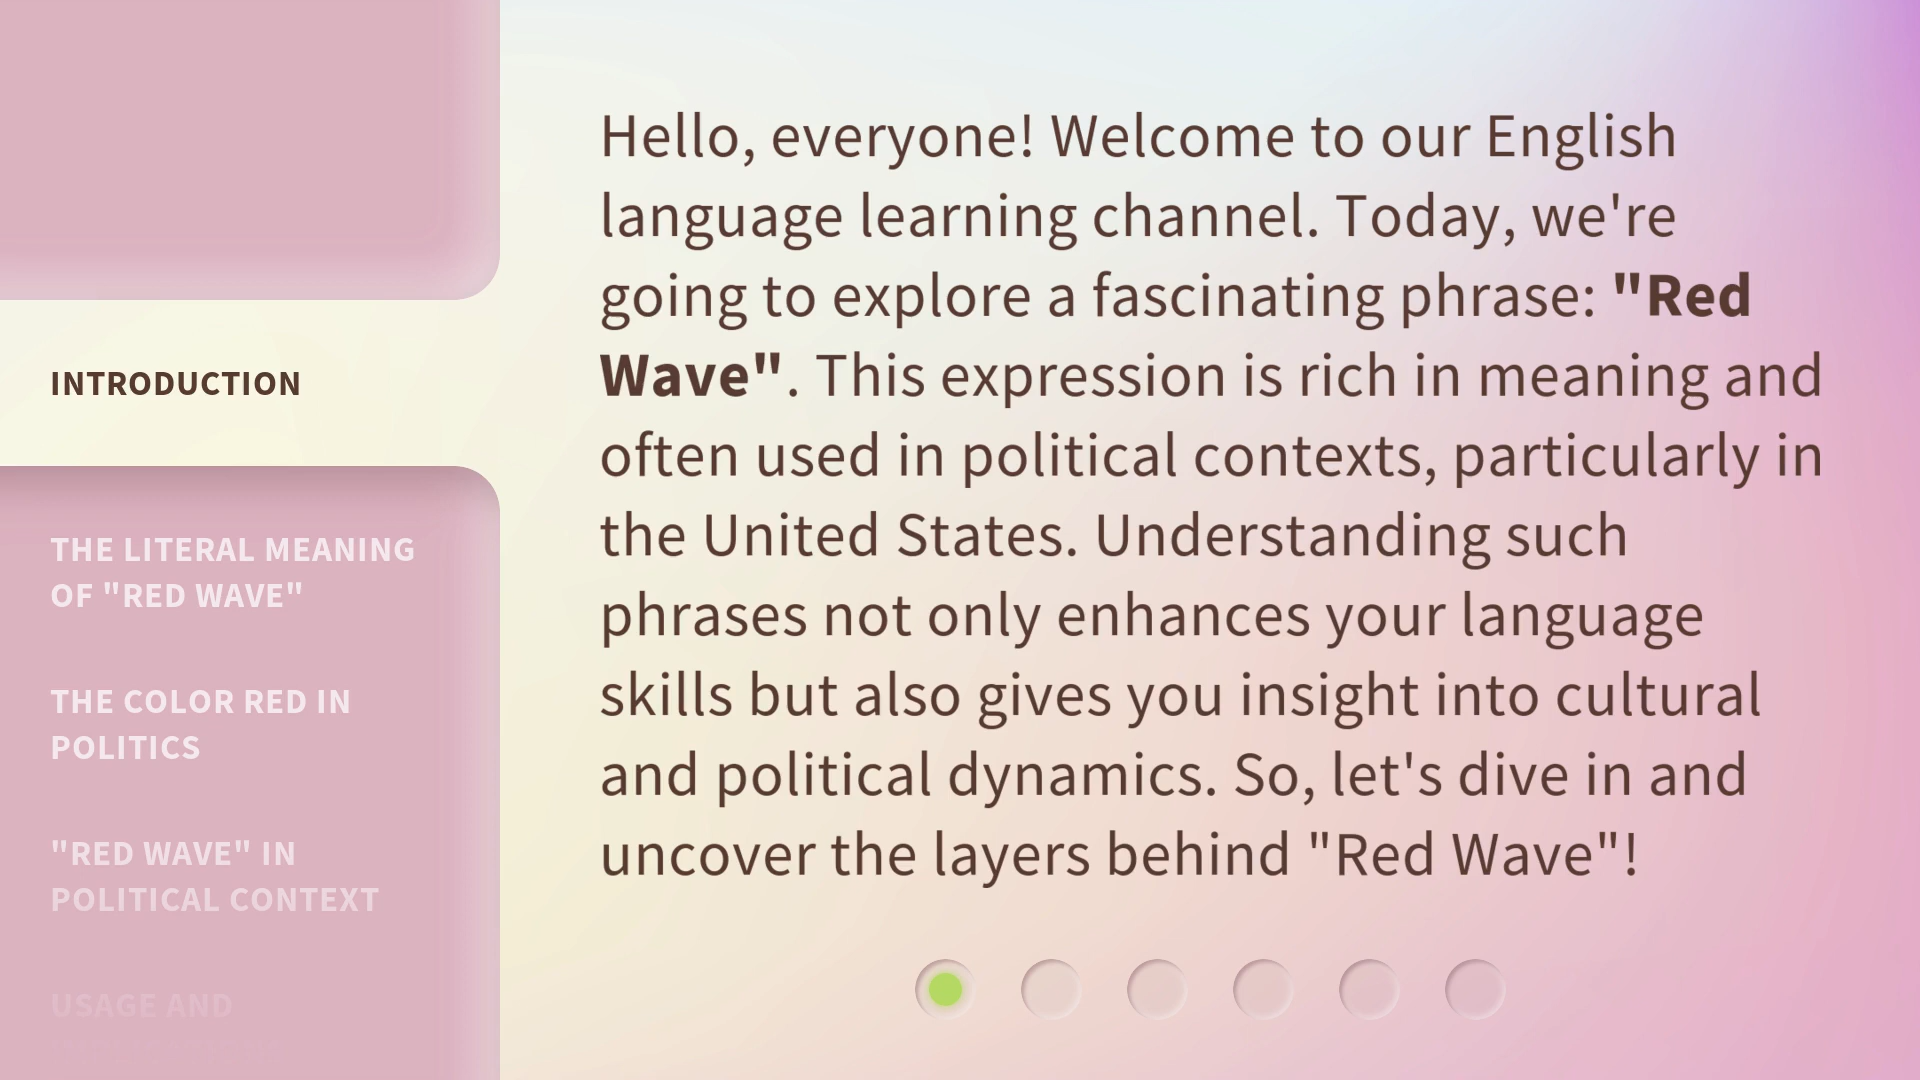 INTRODUCTION
THE LITERAL MEANING
OF "RED WAVE"
THE COLOR RED IN
POLITICS
"RED WAVE" IN
POLITICAL CONTEXT
USAGE AND
Hello, everyone! Welcome to our English
language learning channel. Today, we're
going to explore a fascinating phrase: "Red
Wave". This expression is rich in meaning and
often used in political contexts, particularly in
the United States. Understanding such
phrases not only enhances your language
skills but also gives you insight into cultural
and political dynamics. So, let's dive in and
uncover the layers behind "Red Wave"!